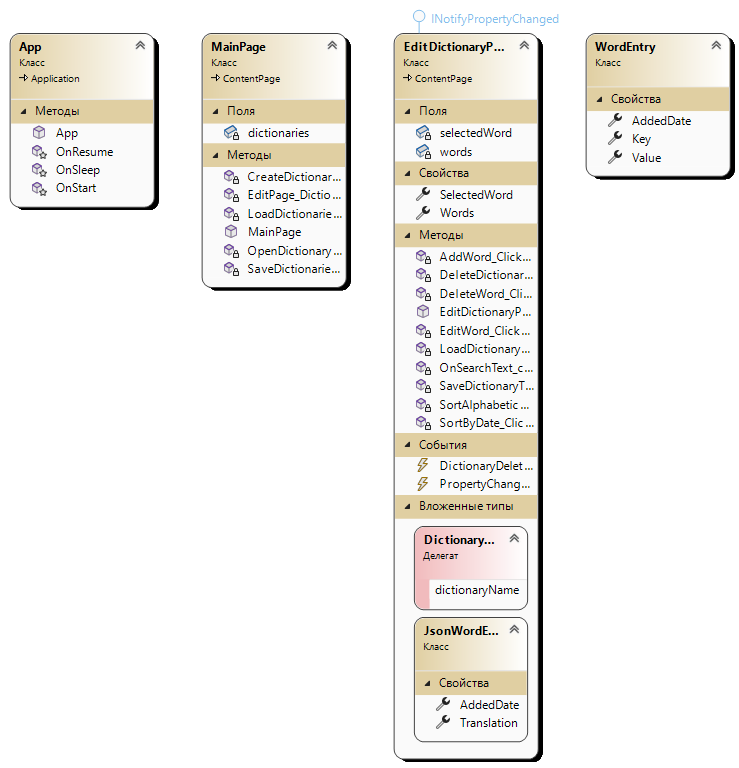 INotifyPropertyChanged
App
Класс
Application
Методы
App
OnResume
OnSleep
OnStart
MainPage
Класс
ContentPage
Поля
dictionaries
Методы
CreateDictionar...
EditPage_Dictio...
LoadDictionarie...
MainPage
OpenDictionary...
SaveDictionarie...
EditDictionaryP...
Класс
ContentPage
Поля
selectedWord
words
Свойства
SelectedWord
Words
Методы
AddWord_Click...
DeleteDictionar...
DeleteWord_Cli...
EditDictionaryP...
EditWord_Click...
LoadDictionary...
OnSearchText_c...
SaveDictionaryT...
SortAlphabetic...
SortByDate_Clic...
События
DictionaryDelet...
PropertyChang...
Вложенные типы
Dictionary...
Делегат
dictionaryName
JsonWordE...
Класс
Свойства
AddedDate
Translation
WordEntry
Класс
Свойства
AddedDate
Key
Value